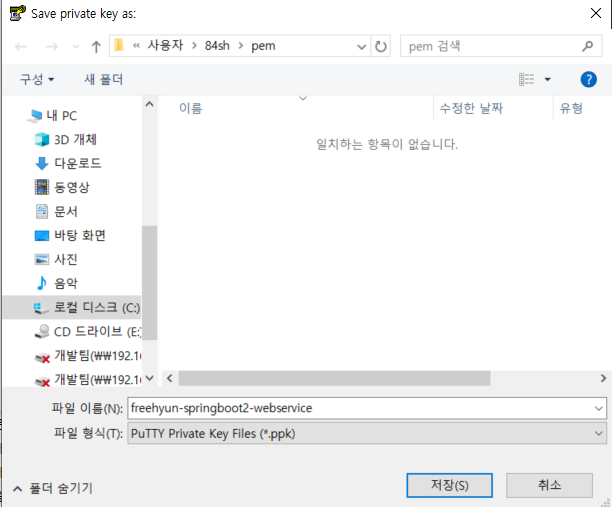 Save private key as:
« 사용자 > 84sh > pem
pem 검색
구성
새 폴더
이름
수정한 날짜
유형
일치하는 항목이 없습니다.
내 PC
3D 개체
다운로드
동영상
문서
바탕 화면
사진
음악
로컬 디스크 (C:)
CD 드라이브 (E:
개발팀(₩₩192.16
개발팀(₩₩192.16
파일 이름(N):
freehyun-springboot2-webservice
파일 형식(T):
PuTTY Private Key Files (*.ppk)
폴더 숨기기
저장(S)
취소